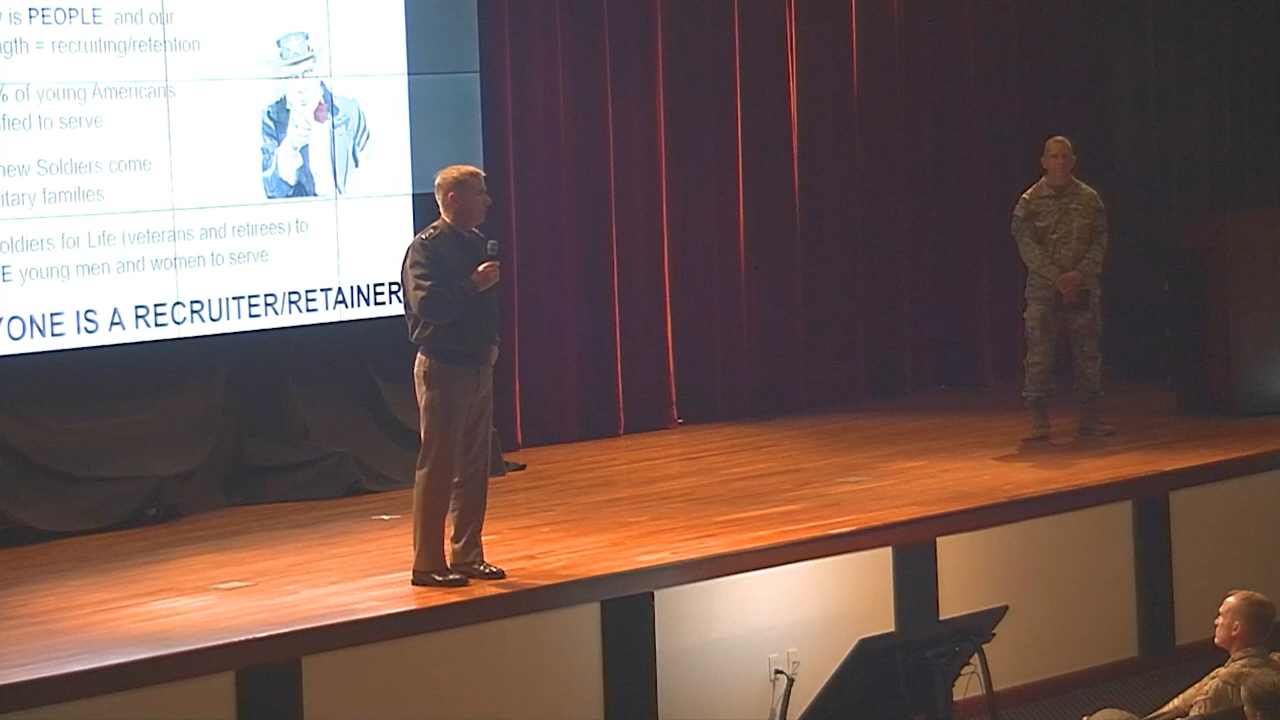 is PEOPLE, and our
gth = recruiting/retention
% of young Americans
fied to serve
new Soldiers come
itary families
oldiers for Life (veterans and retirees) to
E young men and women to serve
YONE IS A RECRUITER/RETAINER